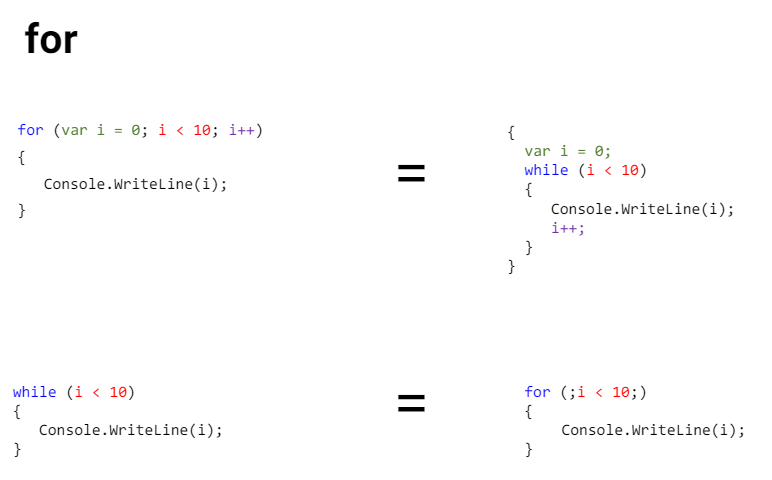 for
for (var i = 0; i < 10; i++)
{
Console.WriteLine(i);
}
=
{
var i = 0;
while (i < 10)
{
Console.WriteLine(i);
i++;
}
}
while (i < 10)
{
Console.WriteLine(i);
}
=
for (;i < 10;)
{
Console.WriteLine(i);
}